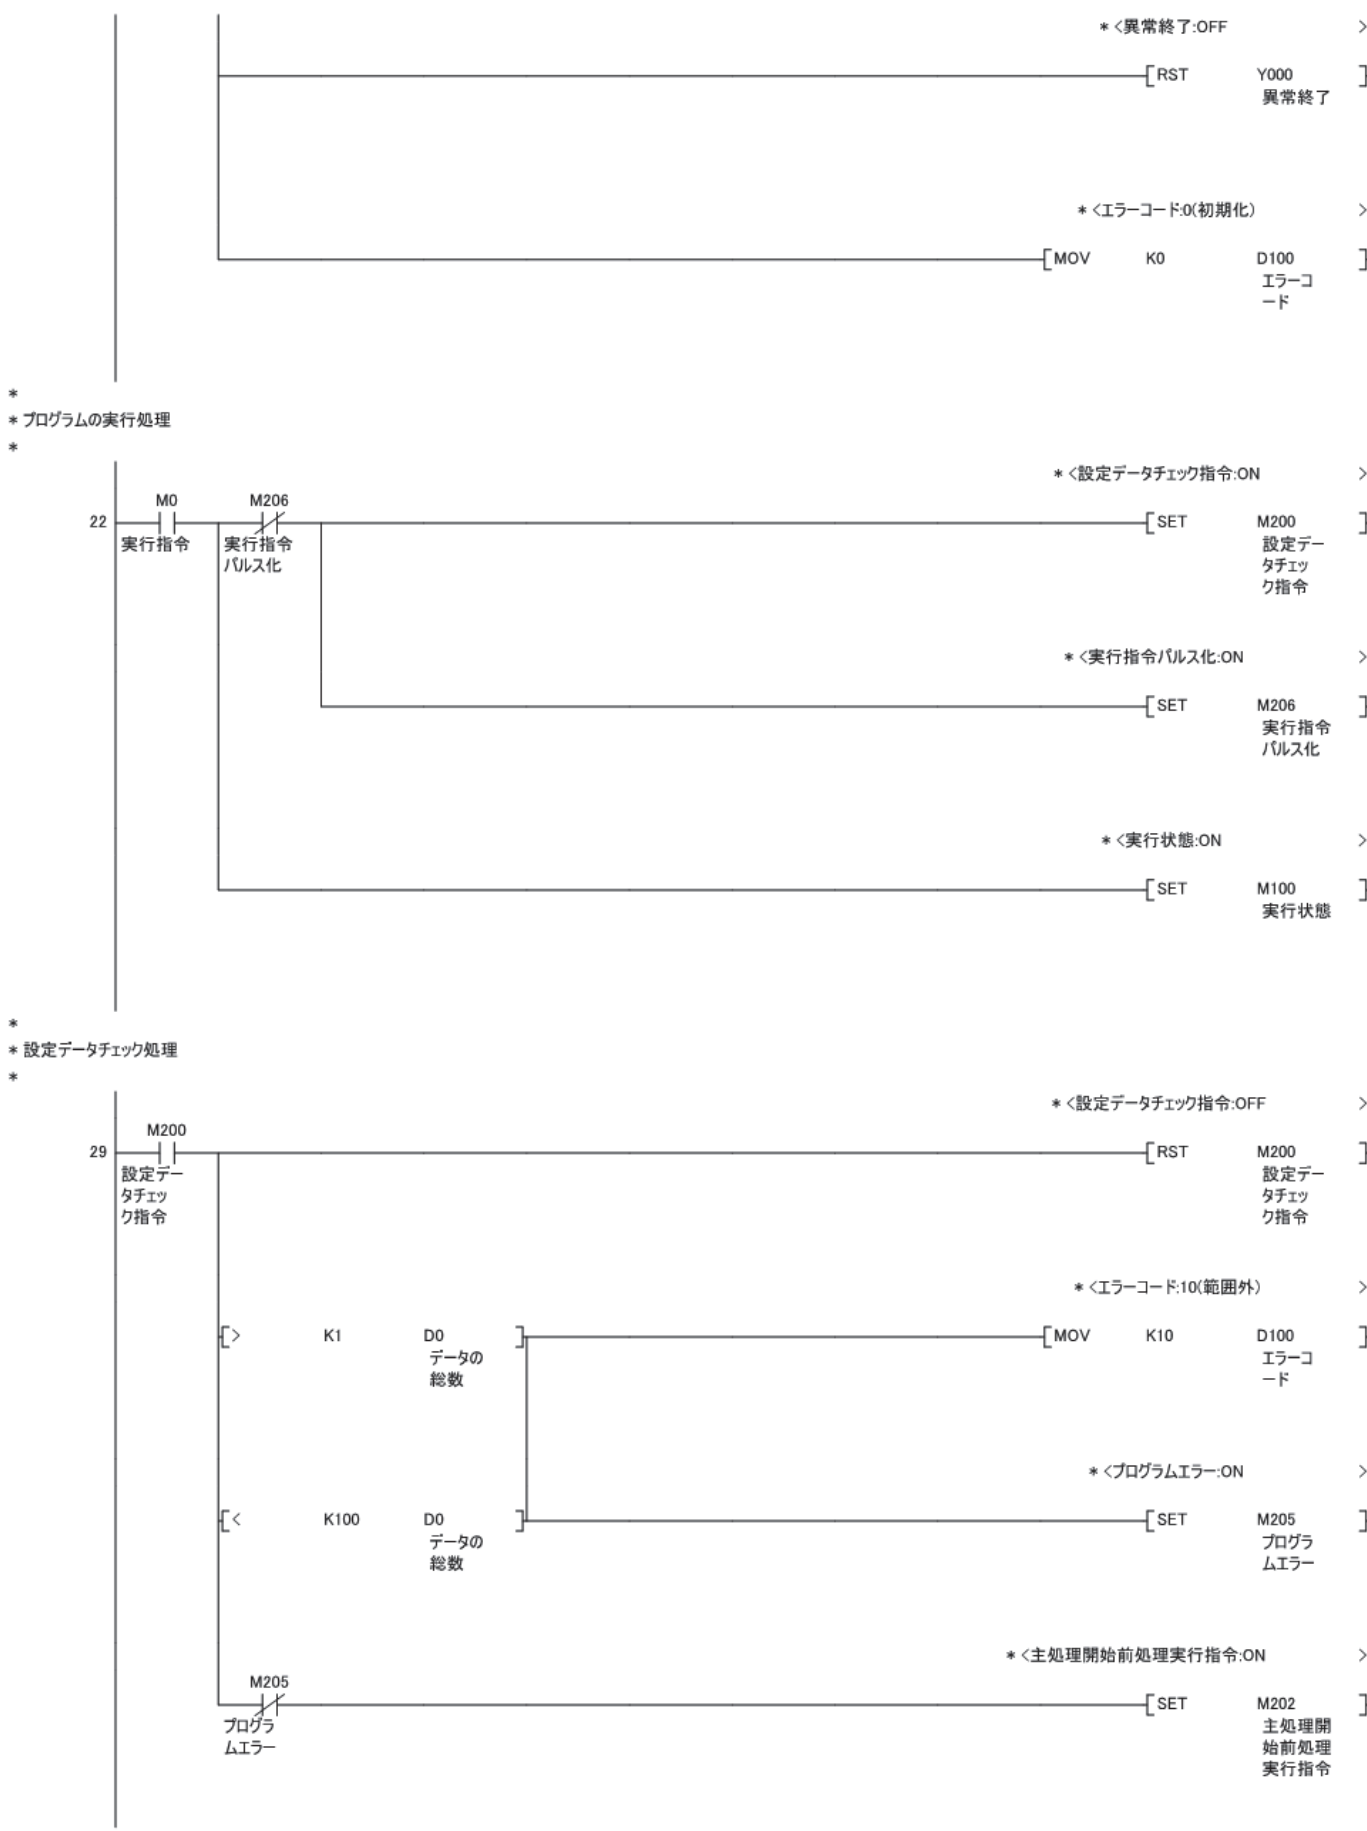 * <異常終了:OFF >
[RST Y000 ]
異常終了
* <エラーコード:0(初期化) >
[MOV K0 D100 ]
エラーコ
ード
*
* プログラムの実行処理
*
* <設定データチェック指令:ON >
M0 M206
22 [SET M200 ]
実行指令 実行指令 設定デー
パルス化 タチェッ
ク指令
* <実行指令パルス化:ON >
[SET M206 ]
実行指令
パルス化
* <実行状態:ON >
[SET M100 ]
実行状態
*
* 設定データチェック処理
*
* <設定データチェック指令:OFF >
M200
29 [RST M200 ]
設定デー 設定デー
タチェッ タチェッ
ク指令 ク指令
* <エラーコード:10(範囲外) >
[> K1 D0 ] [MOV K10 D100 ]
データの エラーコ
総数 ード
* <プログラムエラー:ON >
[< K100 D0 ] [SET M205 ]
データの プログラ
総数 ムエラー
* <主処理開始前処理実行指令:ON >
M205
[SET M202 ]
プログラ 主処理開
ムエラー 始前処理
実行指令